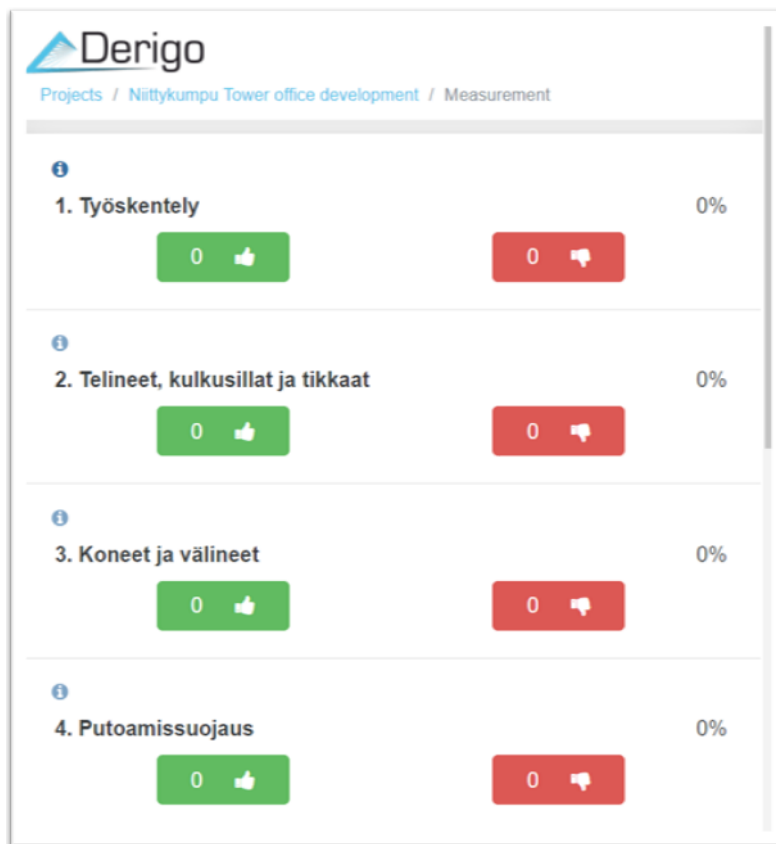 Derigo
Projects / Niittykumpu Tower office development / Measurement
1. Työskentely 0%
0 0
2. Telineet, kulkusillat ja tikkaat 0%
0 0
3. Koneet ja välineet 0%
0 0
4. Putoamissuojaus 0%
0 0